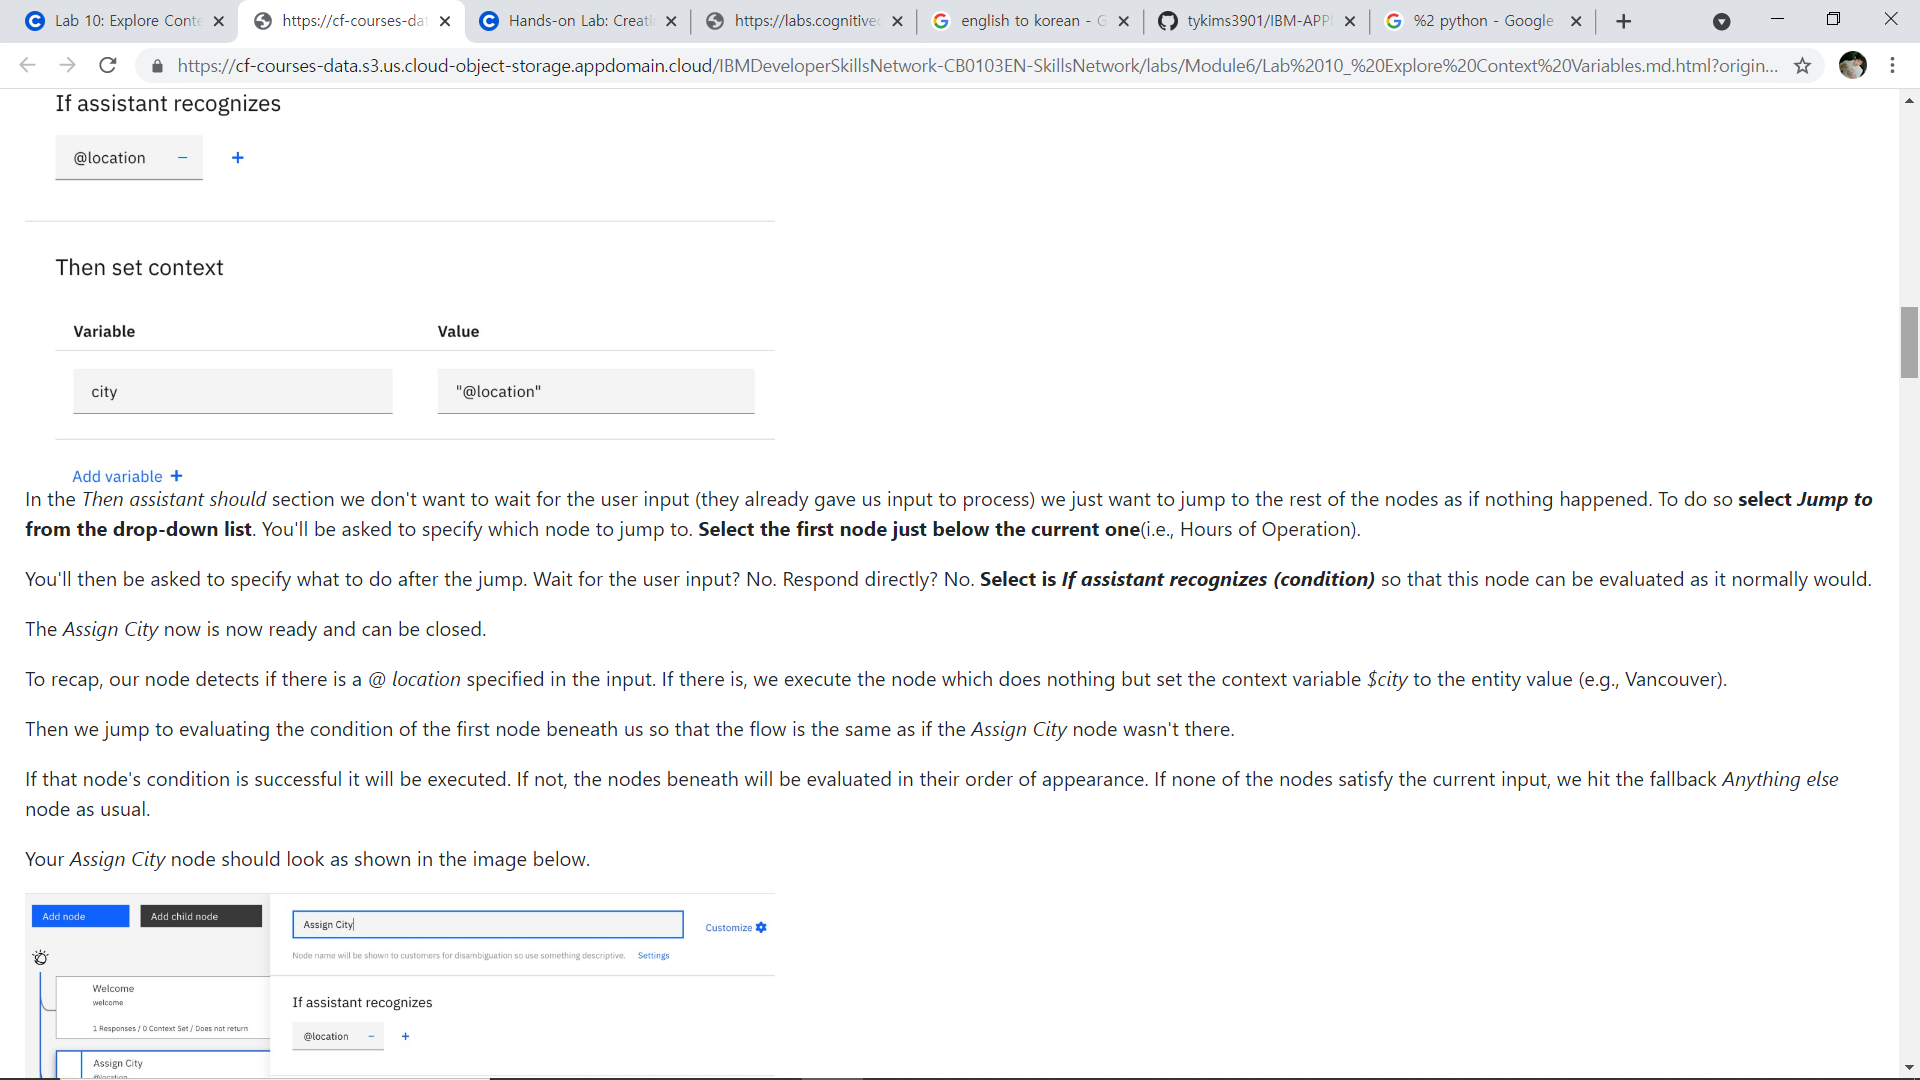 Lab 10: Explore Conte
https://cf-courses-dat
Hands-on Lab: Creati
https://labs.cognitivec
english to korean - G
tykims3901/IBM-APPI
%2 python - Google
https://cf-courses-data.s3.us.cloud-object-storage.appdomain.cloud/IBMDeveloperSkillsNetwork-CB0103EN-SkillsNetwork/labs/Module6/Lab%2010_%20Explore%20Context%20Variables.md.html?origin...
If assistant recognizes
@location − +
Then set context
Variable Value
city "@location"
Add variable +
In the Then assistant should section we don't want to wait for the user input (they already gave us input to process) we just want to jump to the rest of the nodes as if nothing happened. To do so select Jump to
from the drop-down list. You'll be asked to specify which node to jump to. Select the first node just below the current one(i.e., Hours of Operation).
You'll then be asked to specify what to do after the jump. Wait for the user input? No. Respond directly? No. Select is If assistant recognizes (condition) so that this node can be evaluated as it normally would.
The Assign City now is now ready and can be closed.
To recap, our node detects if there is a @ location specified in the input. If there is, we execute the node which does nothing but set the context variable $city to the entity value (e.g., Vancouver).
Then we jump to evaluating the condition of the first node beneath us so that the flow is the same as if the Assign City node wasn't there.
If that node's condition is successful it will be executed. If not, the nodes beneath will be evaluated in their order of appearance. If none of the nodes satisfy the current input, we hit the fallback Anything else
node as usual.
Your Assign City node should look as shown in the image below.
Add node Add child node
Assign City
Customize
Node name will be shown to customers for disambiguation so use something descriptive. Settings
Welcome
welcome
1 Responses / 0 Context Set / Does not return
If assistant recognizes
@location − +
Assign City
@location